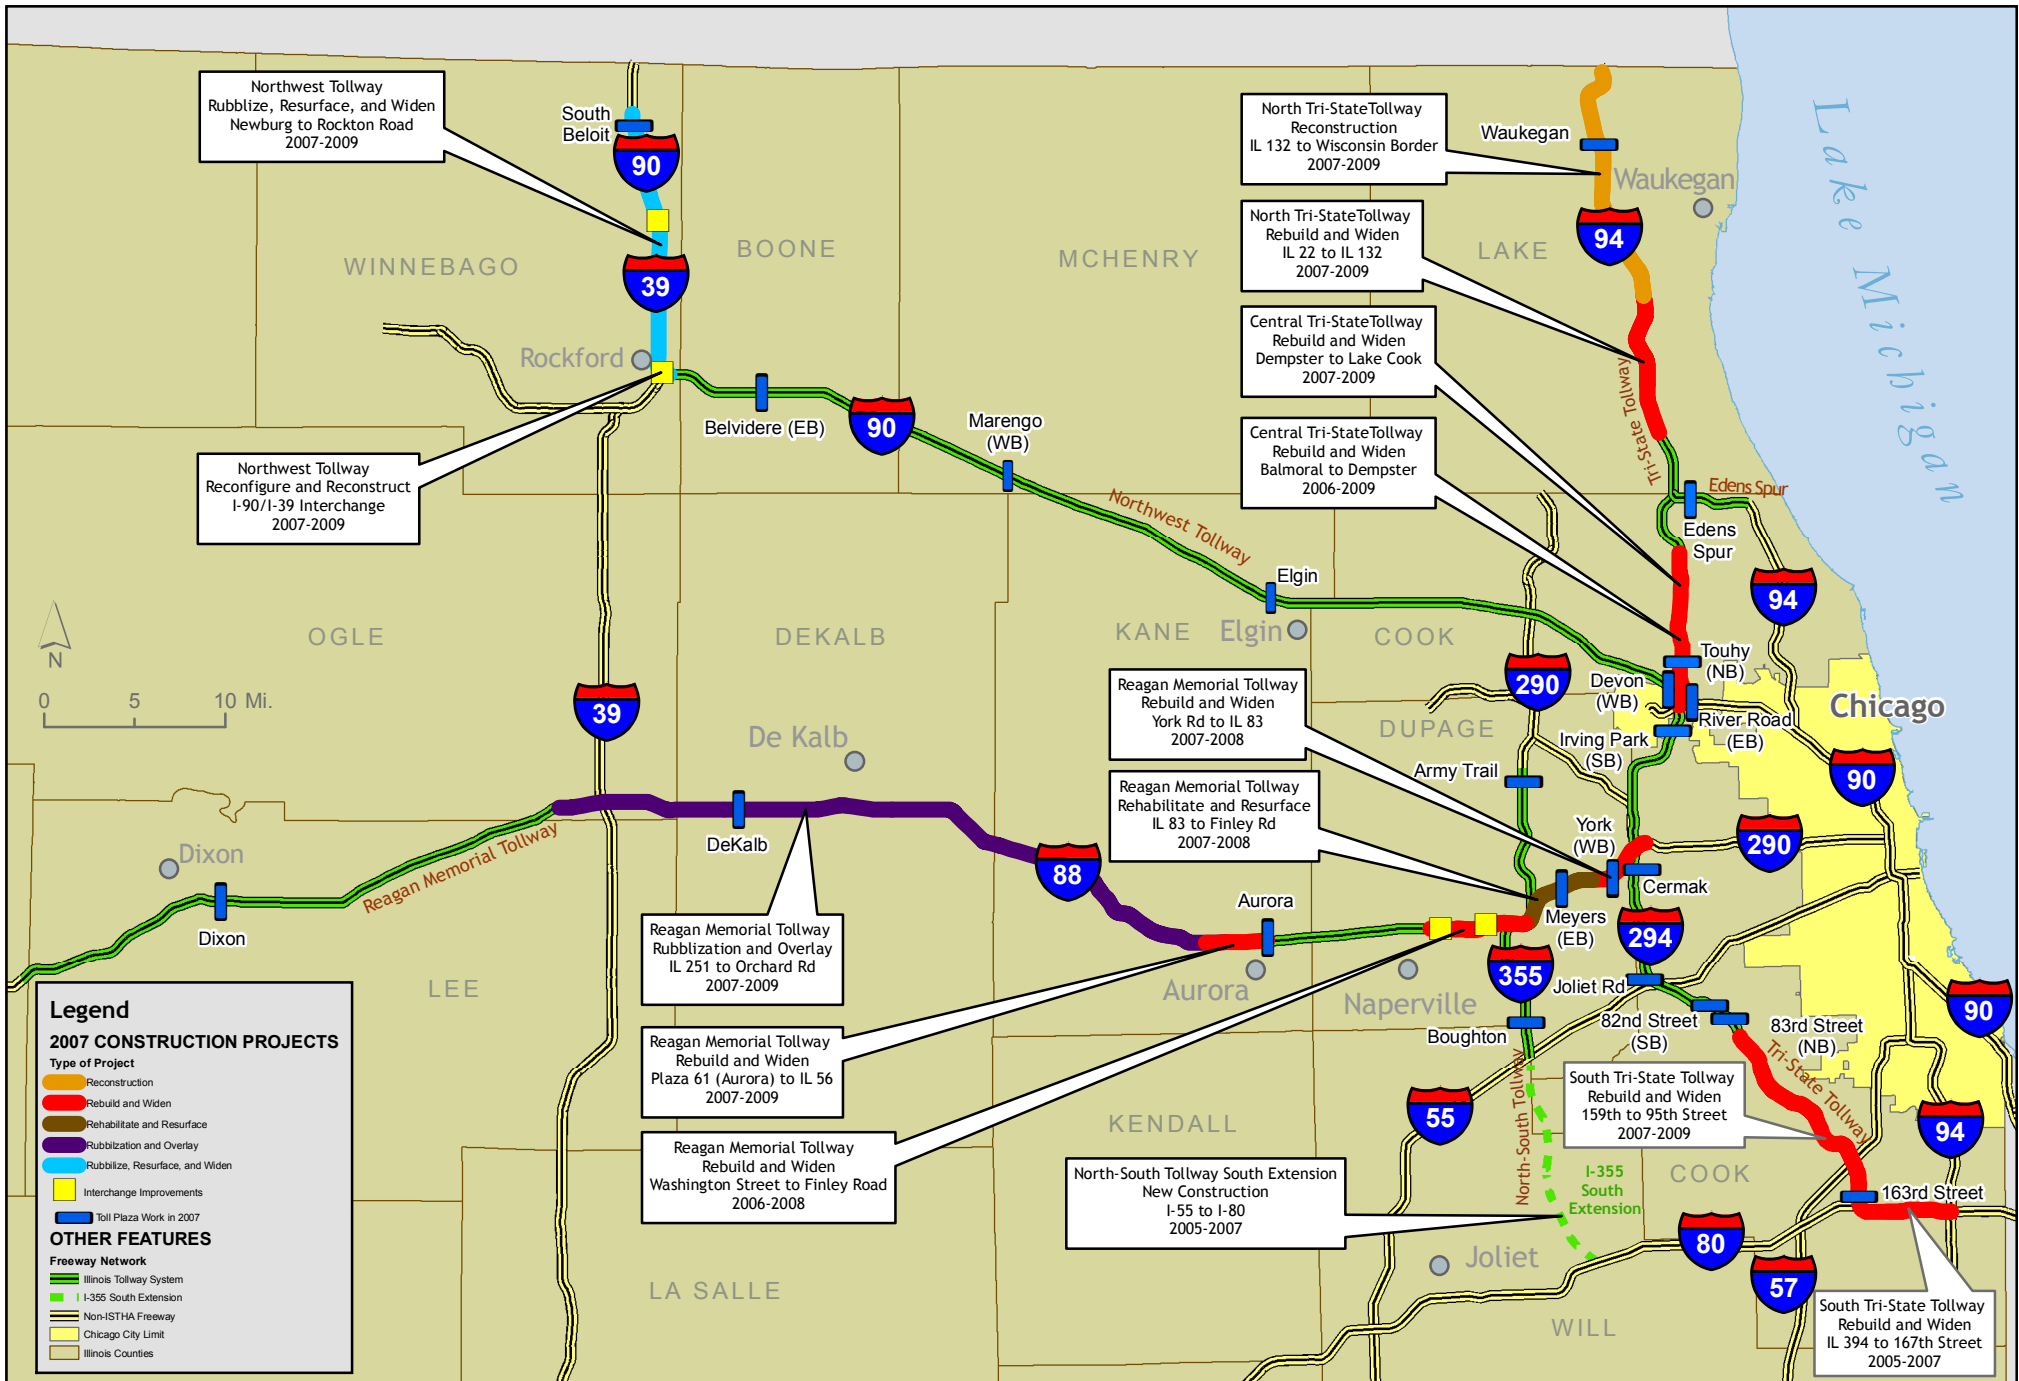 Northwest Tollway
Rubblize, Resurface, and Widen
Newburg to Rockton Road
2007-2009
South
Beloit
90
39
WINNEBAGO
BOONE
MCHENRY
LAKE
Rockford
Belvidere (EB)
90
Marengo
(WB)
Northwest Tollway
Northwest Tollway
Reconfigure and Reconstruct
I-90/I-39 Interchange
2007-2009
North Tri-StateTollway
Reconstruction
IL 132 to Wisconsin Border
2007-2009
Waukegan
Waukegan
94
North Tri-StateTollway
Rebuild and Widen
IL 22 to IL 132
2007-2009
Central Tri-StateTollway
Rebuild and Widen
Dempster to Lake Cook
2007-2009
Central Tri-StateTollway
Rebuild and Widen
Balmoral to Dempster
2006-2009
Lake Michigan
Tri-State Tollway
Edens Spur
Edens
Spur
94
Elgin
Elgin
OGLE
DEKALB
KANE
COOK
N
0 5 10 Mi.
39
De Kalb
290
Touhy
(NB)
Devon
(WB)
River Road
(EB)
Irving Park
(SB)
Chicago
90
DUPAGE
Army Trail
Reagan Memorial Tollway
Rebuild and Widen
York Rd to IL 83
2007-2008
Reagan Memorial Tollway
Rehabilitate and Resurface
IL 83 to Finley Rd
2007-2008
York
(WB)
290
Cermak
Meyers
(EB)
294
Dixon
Dixon
Reagan Memorial Tollway
DeKalb
88
Aurora
Aurora
Naperville
355
Boughton
Joliet Rd
82nd Street
(SB)
83rd Street
(NB)
90
LEE
Reagan Memorial Tollway
Rubblization and Overlay
IL 251 to Orchard Rd
2007-2009
Reagan Memorial Tollway
Rebuild and Widen
Plaza 61 (Aurora) to IL 56
2007-2009
Reagan Memorial Tollway
Rebuild and Widen
Washington Street to Finley Road
2006-2008
KENDALL
55
North-South Tollway
Tri-State Tollway
South Tri-State Tollway
Rebuild and Widen
159th to 95th Street
2007-2009
94
North-South Tollway South Extension
New Construction
I-55 to I-80
2005-2007
I-355
South
Extension
COOK
163rd Street
80
57
Joliet
LA SALLE
WILL
South Tri-State Tollway
Rebuild and Widen
IL 394 to 167th Street
2005-2007
Legend
2007 CONSTRUCTION PROJECTS
Type of Project
Reconstruction
Rebuild and Widen
Rehabilitate and Resurface
Rubbilzation and Overlay
Rubbilize, Resurface, and Widen
Interchange Improvements
Toll Plaza Work in 2007
OTHER FEATURES
Freeway Network
Illinois Tollway System
I-355 South Extension
Non-ISTHA Freeway
Chicago City Limit
Illinois Counties